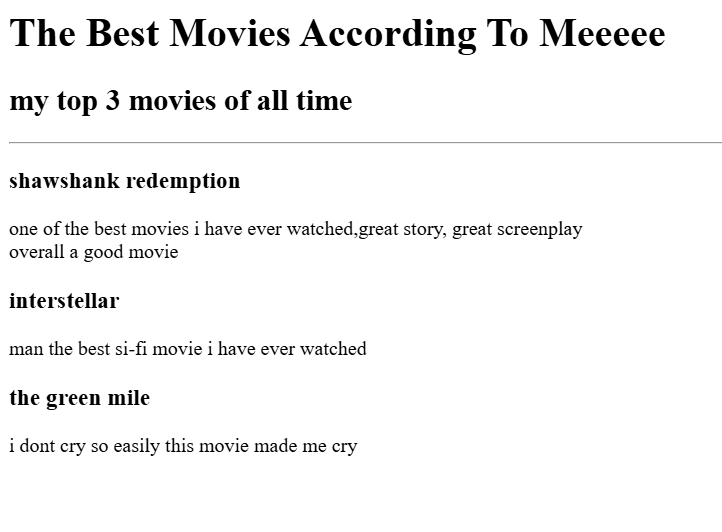 The Best Movies According To Meeeee
my top 3 movies of all time
shawshank redemption
one of the best movies i have ever watched,great story, great screenplay
overall a good movie
interstellar
man the best si-fi movie i have ever watched
the green mile
i dont cry so easily this movie made me cry